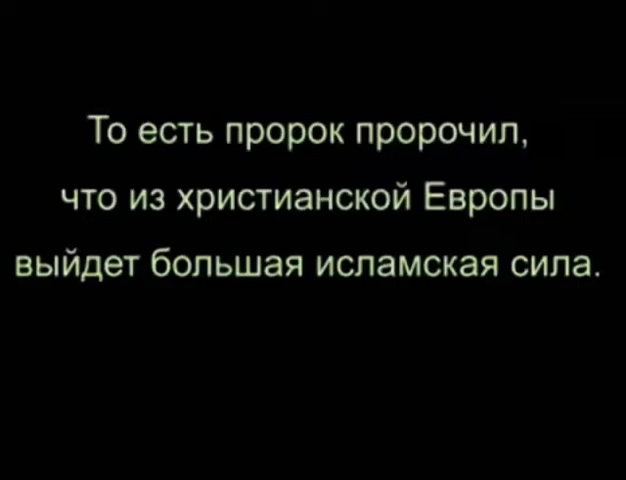 То есть пророк пророчил,
что из христианской Европы
выйдет большая исламская сила.